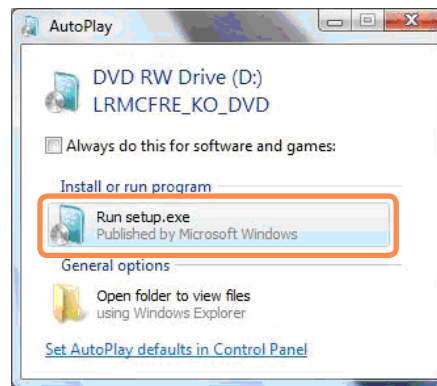 AutoPlay
DVD RW Drive (D:)
LRMCFRE_KO_DVD
Always do this for software and games:
Install or run program
Run setup.exe
Published by Microsoft Windows
General options
Open folder to view files
using Windows Explorer
Set AutoPlay defaults in Control Panel